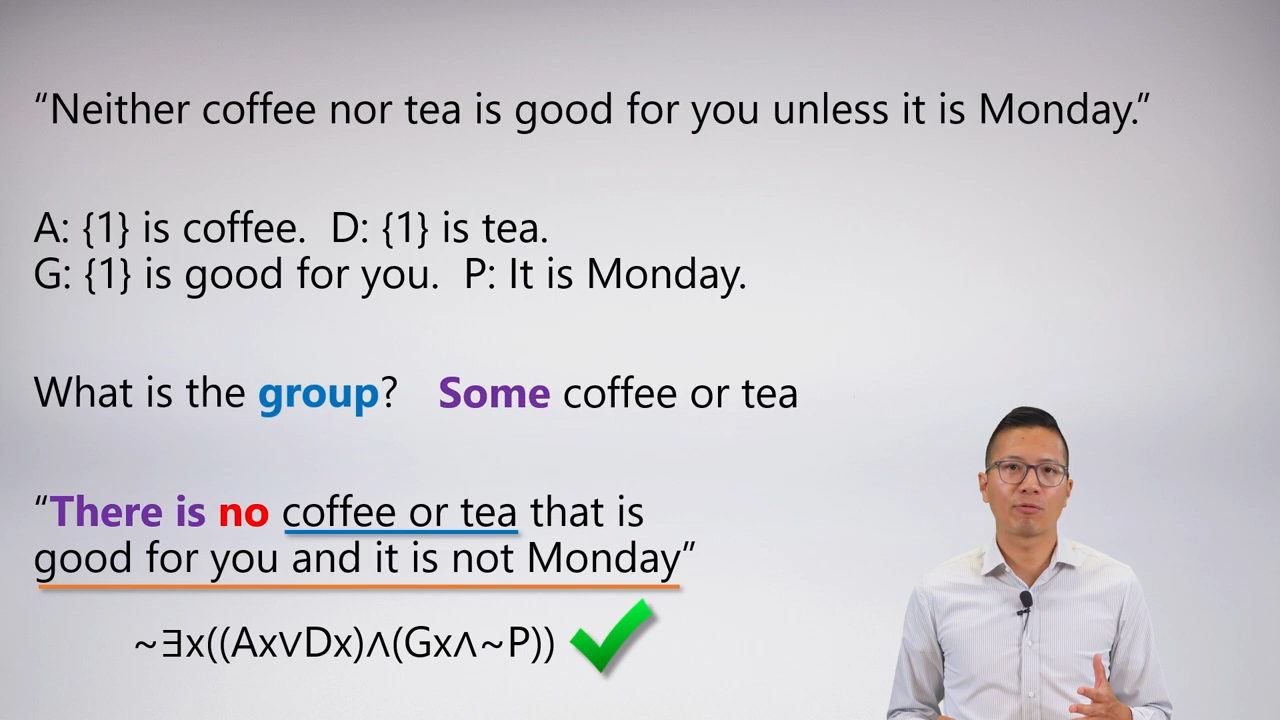 “Neither coffee nor tea is good for you unless it is Monday.”
A: {1} is coffee. D: {1} is tea.
G: {1} is good for you. P: It is Monday.
What is the group? Some coffee or tea
“There is no coffee or tea that is
good for you and it is not Monday”
~∃x((Ax∨Dx)∧(Gx∧~P))